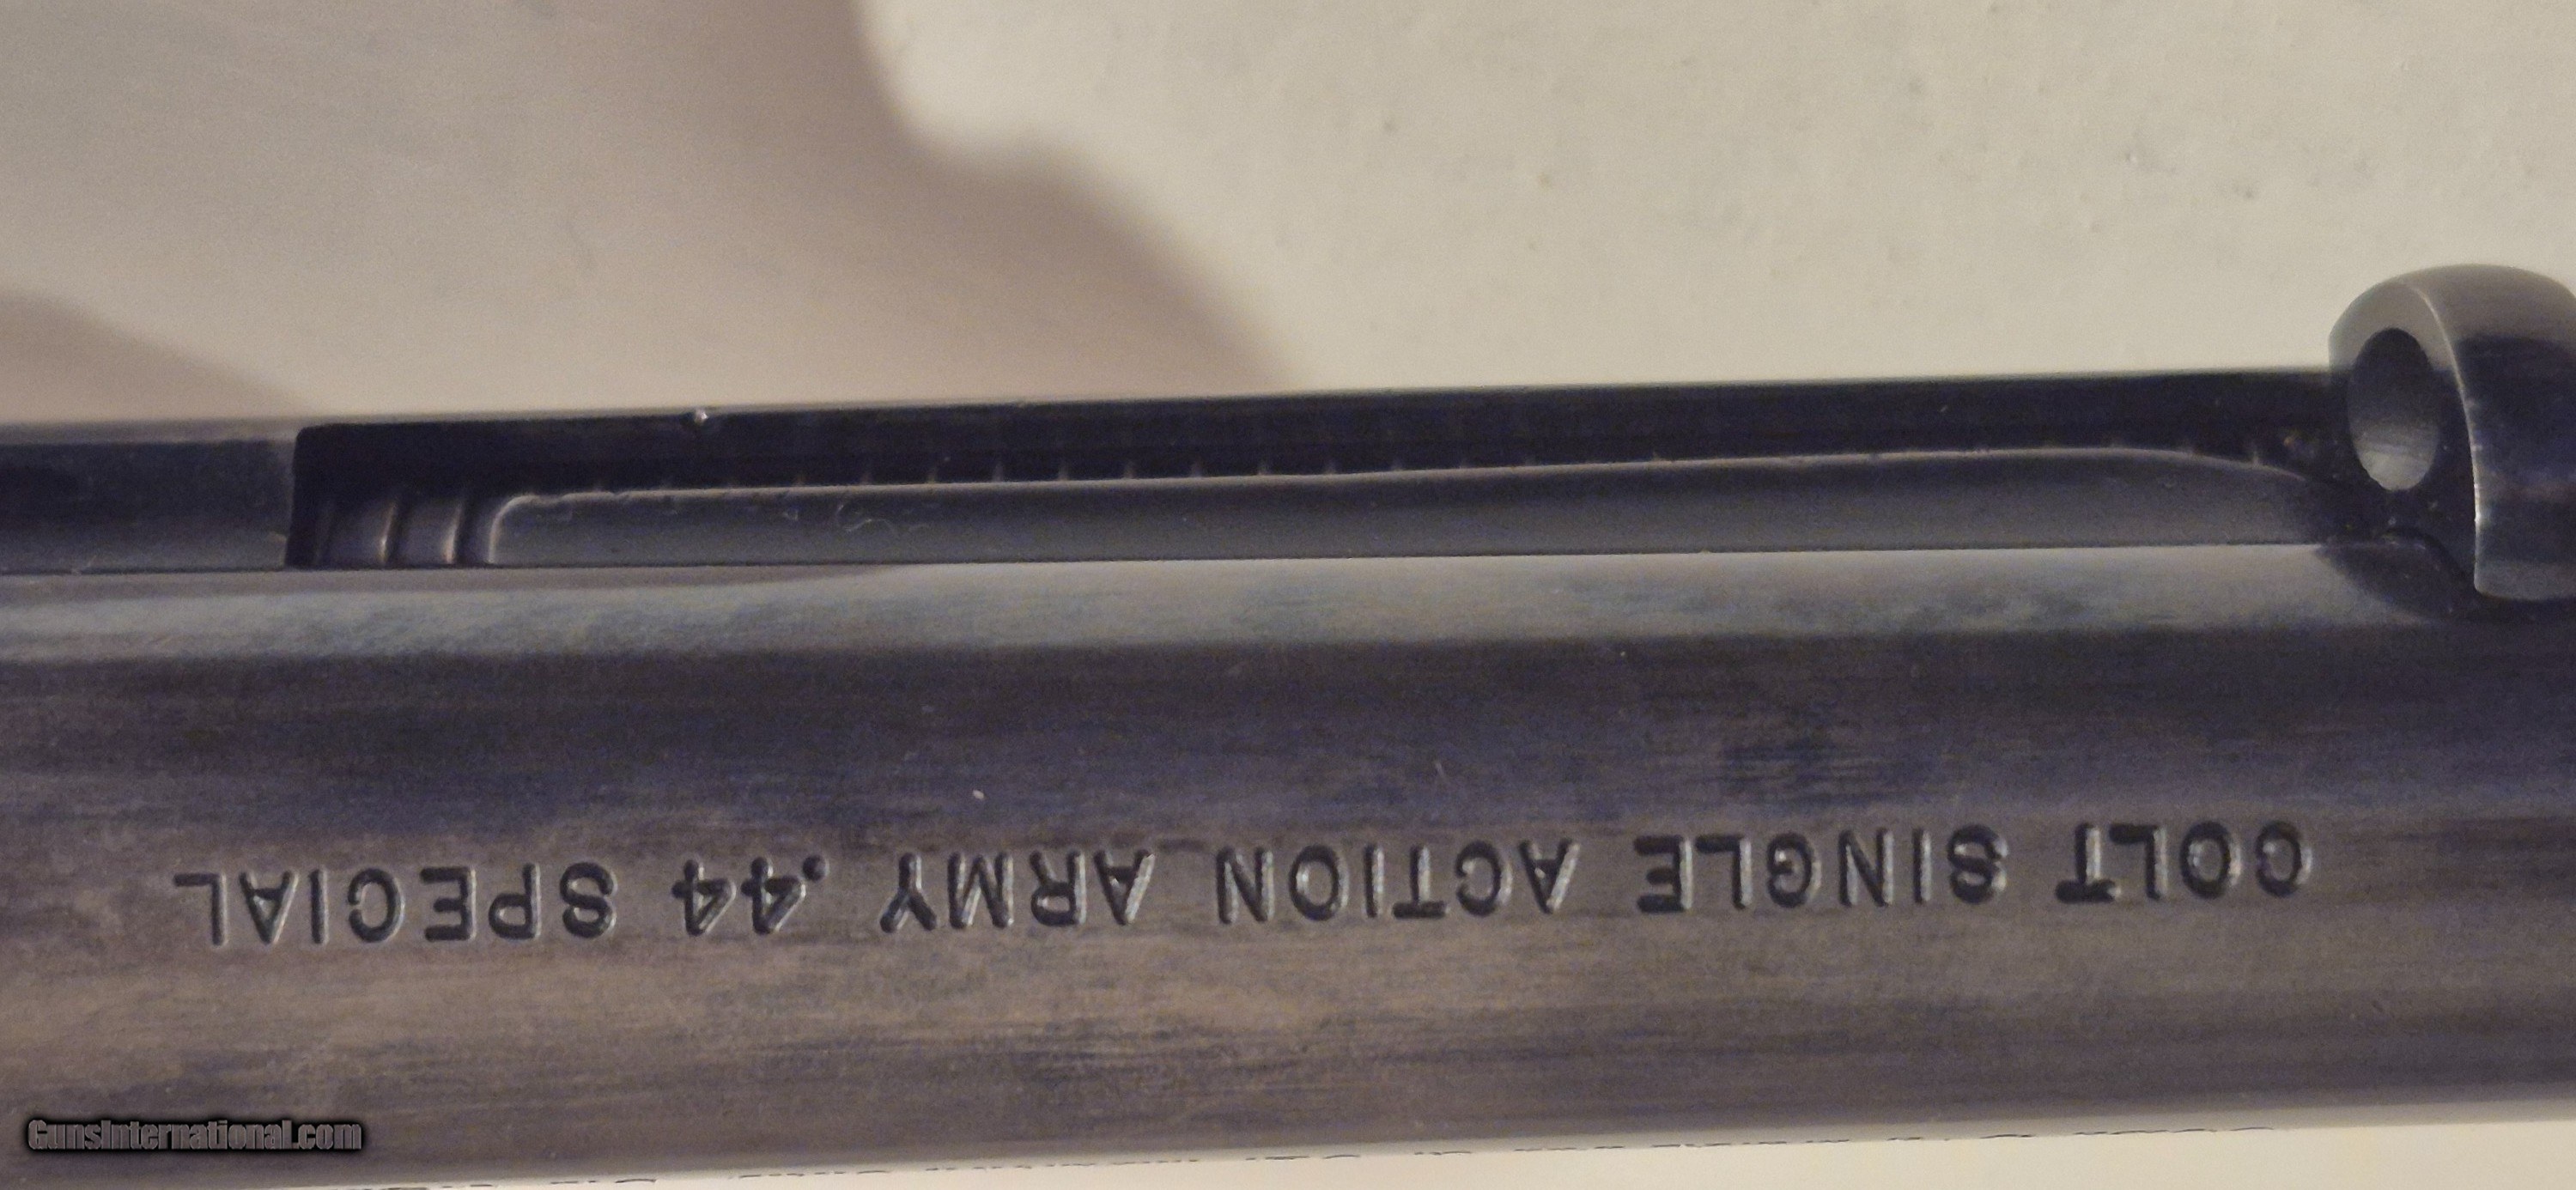 COLT SINGLE ACTION ARMY .44 SPECIAL
GunsInternational.com